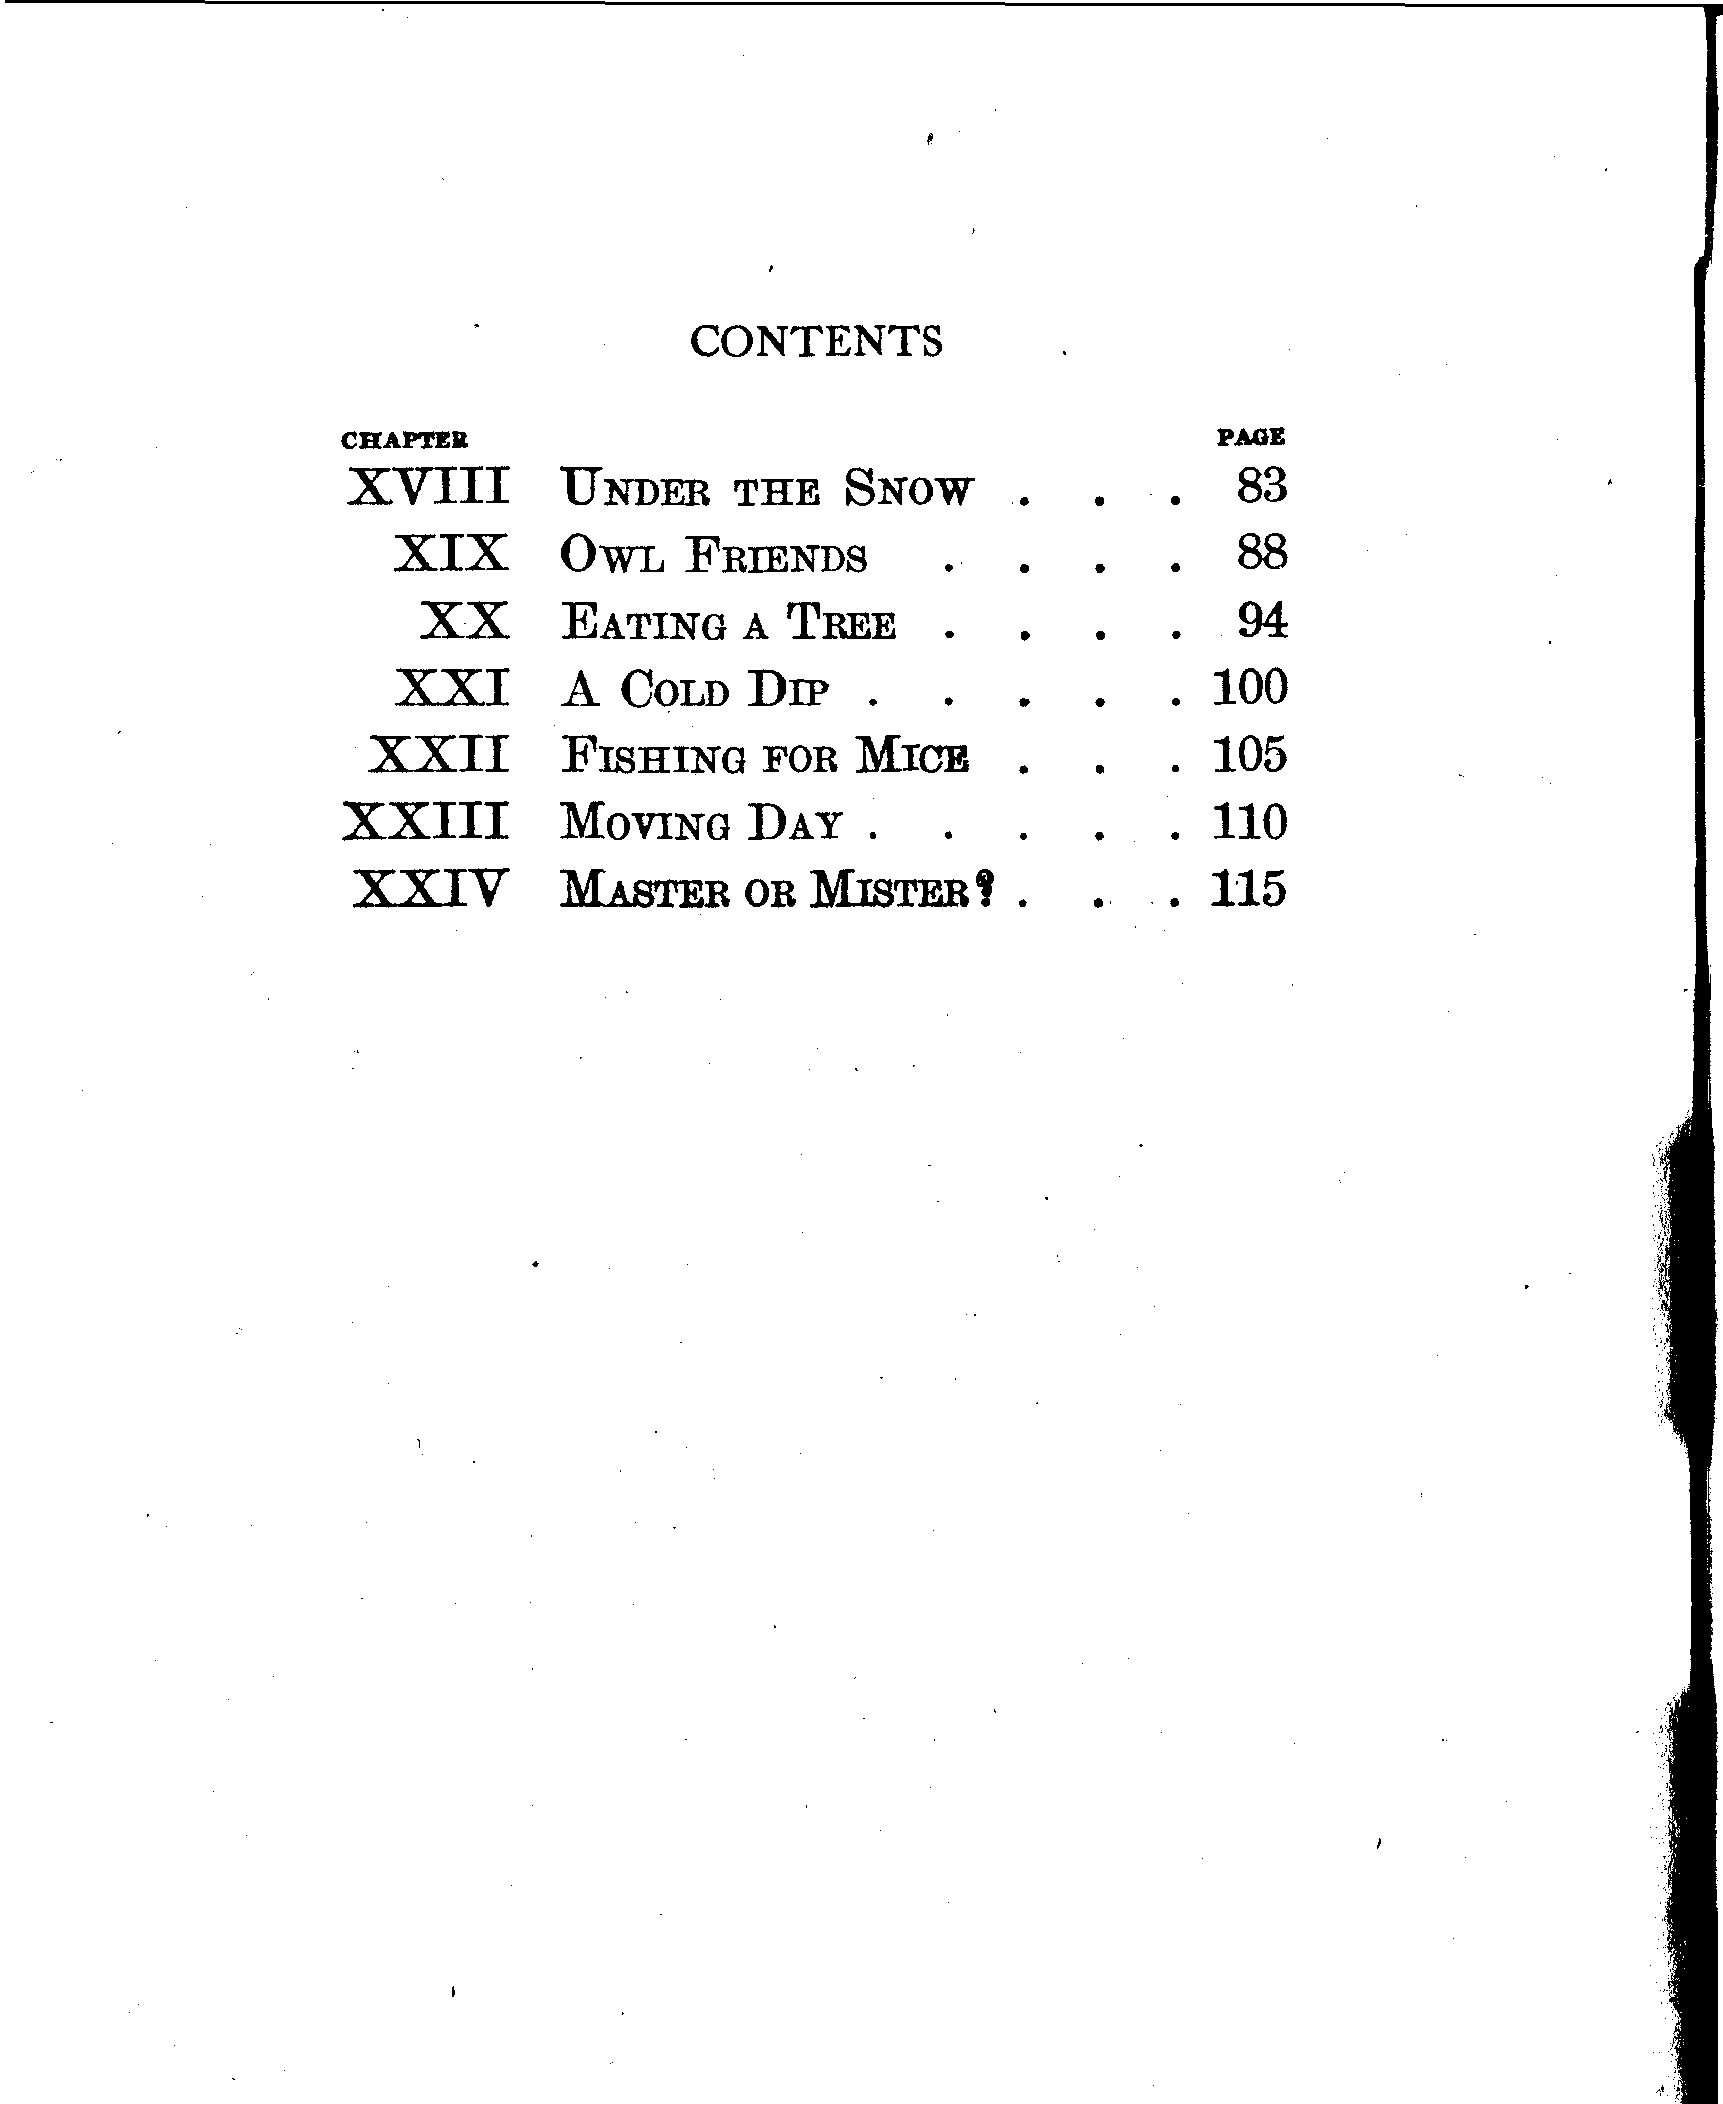 CONTENTS
CHAPTER PAGE
XVIII UNDER THE SNOW . . . 83
XIX OWL FRIENDS . . . . 88
XX EATING A TREE . . . . 94
XXI A COLD DIP . . . . . 100
XXII FISHING FOR MICE . . . 105
XXIII MOVING DAY . . . . . 110
XXIV MASTER OR MISTER? . . . 115